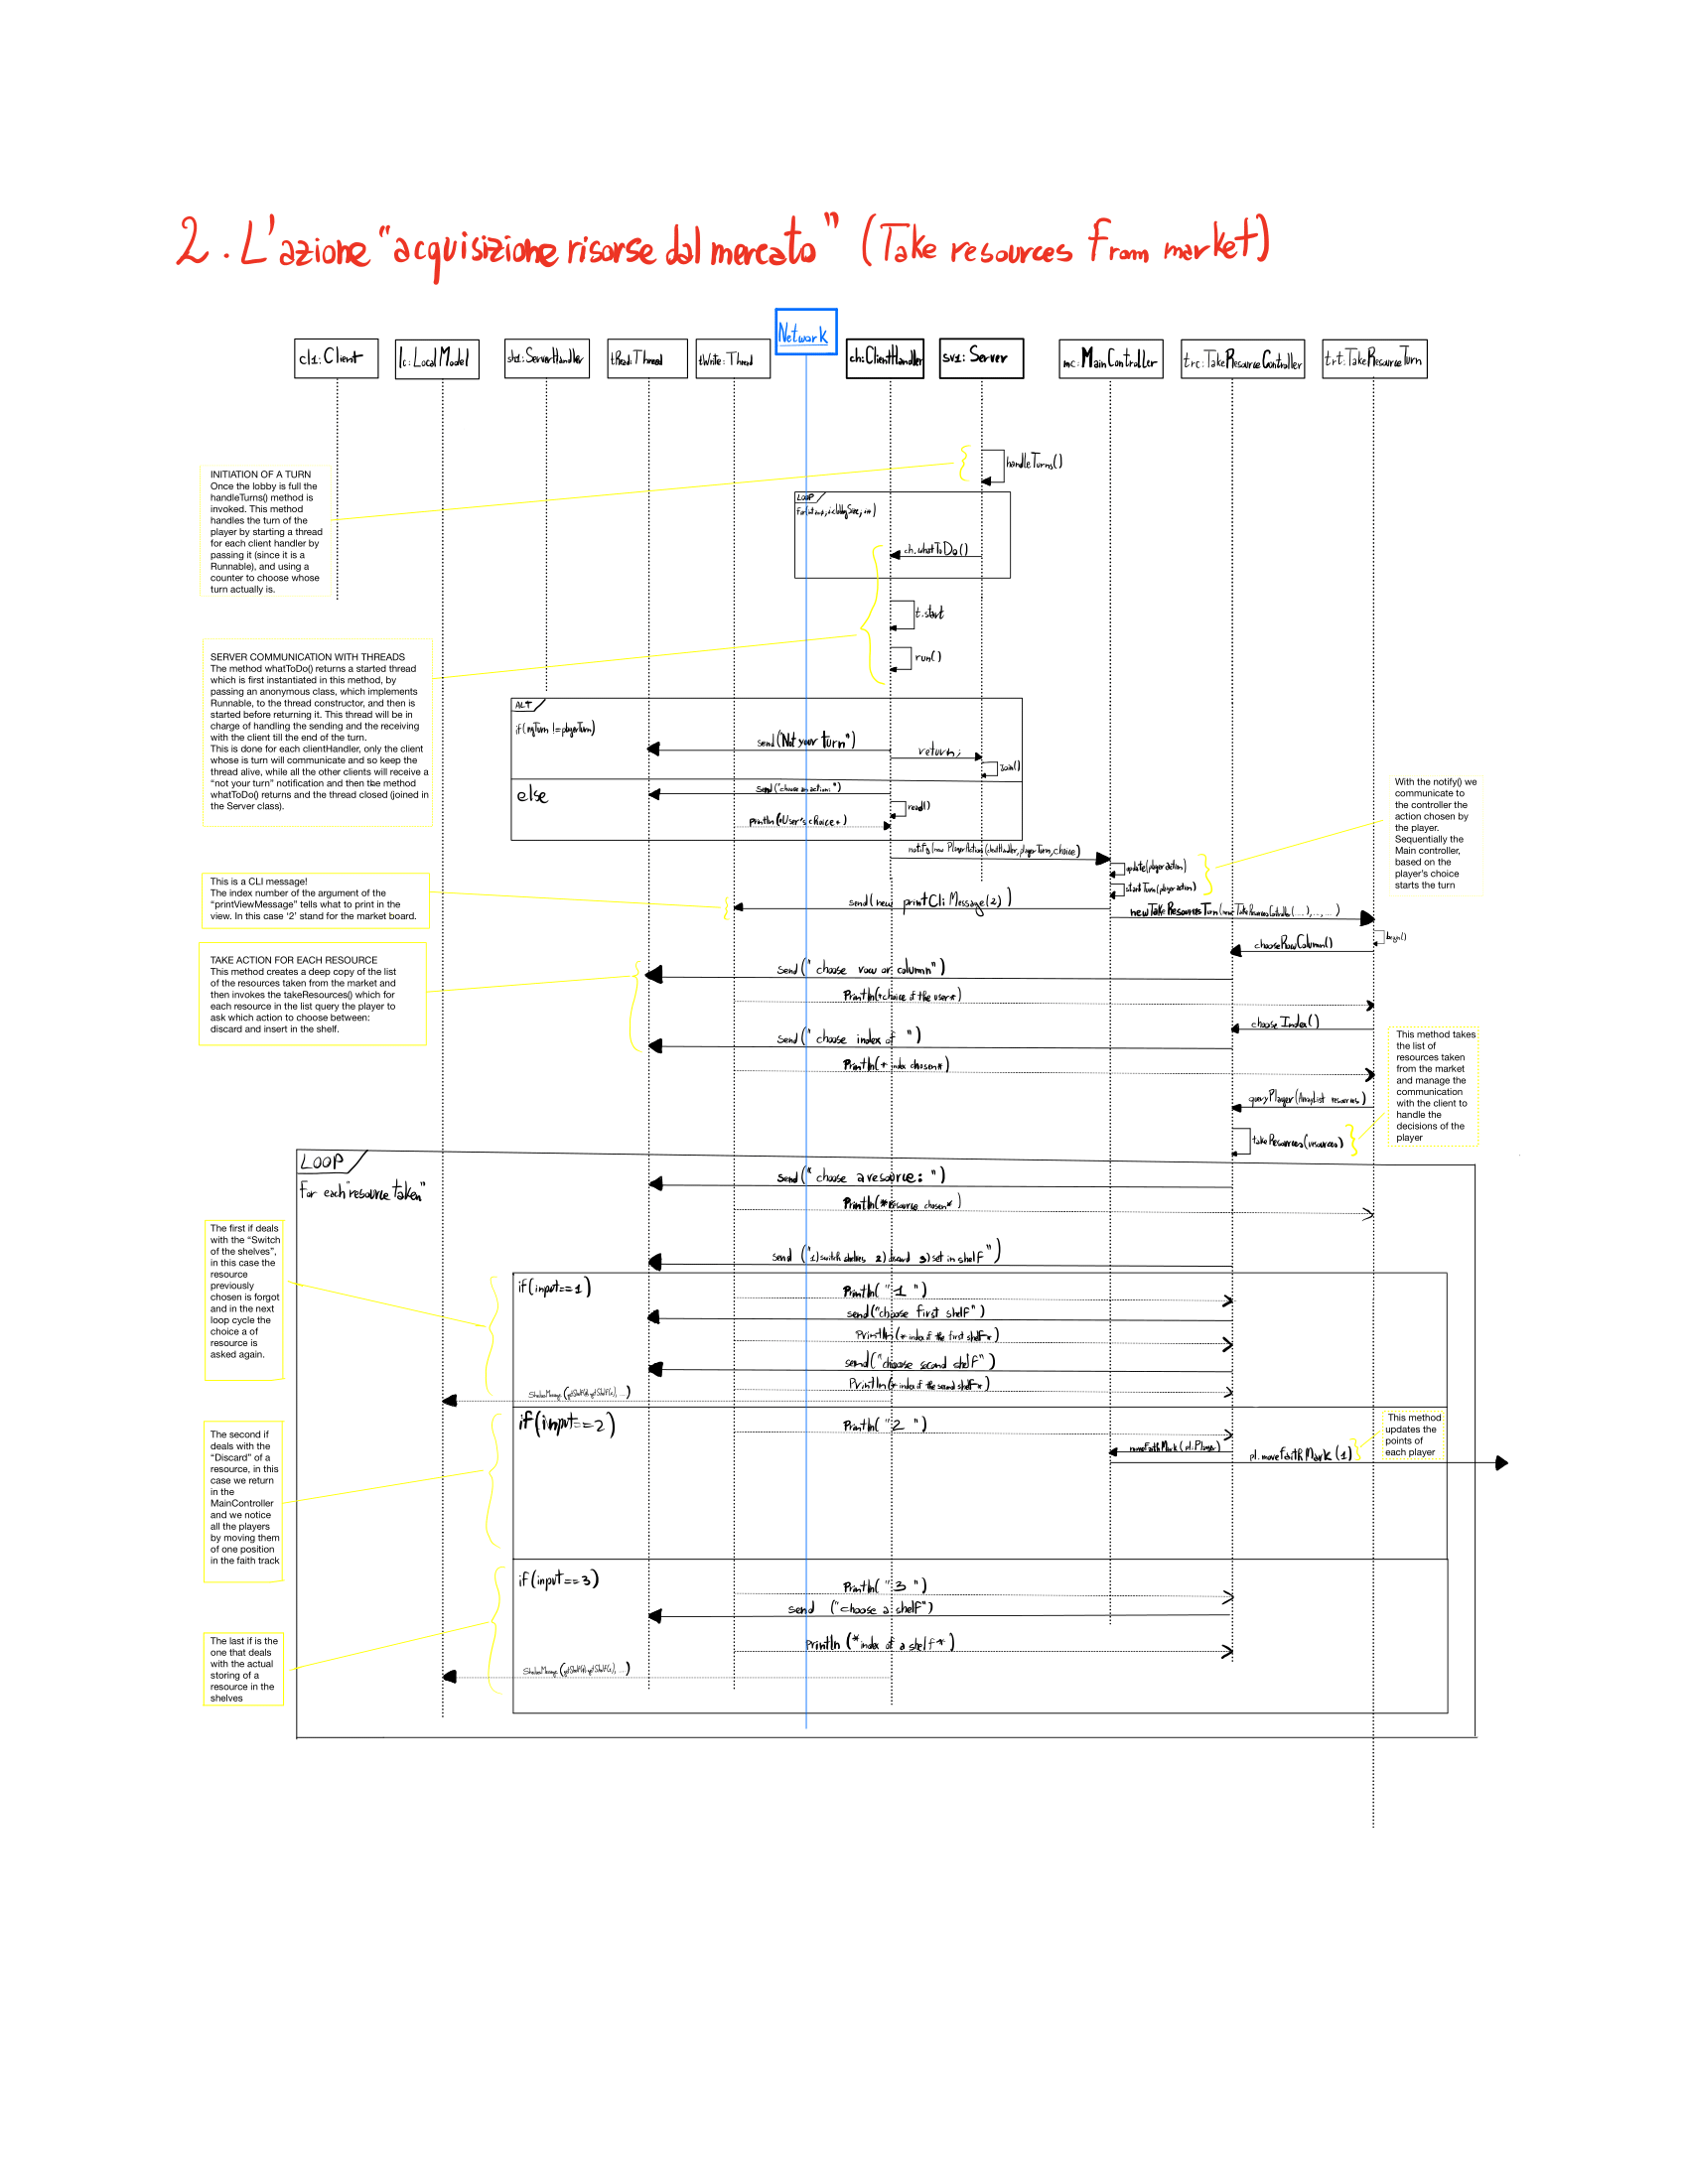 2. L'azione "acquisizione risorse dal mercato" (Take resources from market)
Network
cl1: Client
lc: LocalModel
sh1: ServerHandler
tRead: Thread
tWrite: Thread
ch: ClientHandler
sv1: Server
mc: MainController
trc: TakeResourceController
trt: TakeResourceTurn
handleTurns()
INITIATION OF A TURN
Once the lobby is full the
handleTurns() method is
invoked. This method
handles the turn of the
player by starting a thread
for each client handler by
passing it (since it is a
Runnable), and using a
counter to choose whose
turn actually is.
LOOP
ch.whatToDo()
t.start
run()
SERVER COMMUNICATION WITH THREADS
The method whatToDo() returns a started thread
which is first instantiated in this method, by
passing an anonymous class, which implements
Runnable, to the thread constructor, and then is
started before returning it. This thread will be in
charge of handling the sending and the receiving
with the client till the end of the turn.
This is done for each clientHandler, only the client
whose is turn will communicate and so keep the
thread alive, while all the other clients will receive a
"not your turn" notification and then the method
whatToDo() returns and the thread closed (joined in
the Server class).
ALT
if(myTurn != playerTurn)
send("Not your turn")
return;
join()
else
send("choose an action: ")
read()
println(*User's choice*)
With the notify() we
communicate to
the controller the
action chosen by
the player.
Sequentially the
Main controller,
based on the
player's choice
starts the turn
notify(new PlayerAction(clientHandler, playerTurn, choice)
update(playeraction)
startTurn(playeraction)
This is a CLI message!
The index number of the argument of the
"printViewMessage" tells what to print in the
view. In this case '2' stand for the market board.
send(new printCliMessage(2))
newTakeResourcesTurn(new TakeResourceController(.....), ..., ....)
begin()
chooseRowColumn()
TAKE ACTION FOR EACH RESOURCE
This method creates a deep copy of the list
of the resources taken from the market and
then invokes the takeResources() which for
each resource in the list query the player to
ask which action to choose between:
discard and insert in the shelf.
send(" choose row or column")
Println(*choice of the user*)
chooseIndex()
send(" choose index of ")
Println(* index chosen*)
This method takes
the list of
resources taken
from the market
and manage the
communication
with the client to
handle the
decisions of the
player
queryPlayer(ArrayList resources)
takeResources(resources)
LOOP
For each "resource taken"
send(" choose a resource: ")
Println(*resource chosen*)
send ("1) switch shelves 2) discard 3) set in shelf")
The first if deals
with the "Switch
of the shelves",
in this case the
resource
previously
chosen is forgot
and in the next
loop cycle the
choice a of
resource is
asked again.
if(input==1)
Println( "1 ")
send("choose first shelf")
Println(* index of the first shelf*)
send("choose second shelf")
Println(* index of the second shelf*)
if(input==2)
Println( "2 ")
moveFaithMark(pl:Player)
pl.moveFaithMark(1)
This method
updates the
points of
each player
The second if
deals with the
"Discard" of a
resource, in this
case we return
in the
MainController
and we notice
all the players
by moving them
of one position
in the faith track
if(input==3)
Println( "3 ")
send ("choose a shelf")
println (*index of a shelf*)
The last if is the
one that deals
with the actual
storing of a
resource in the
shelves